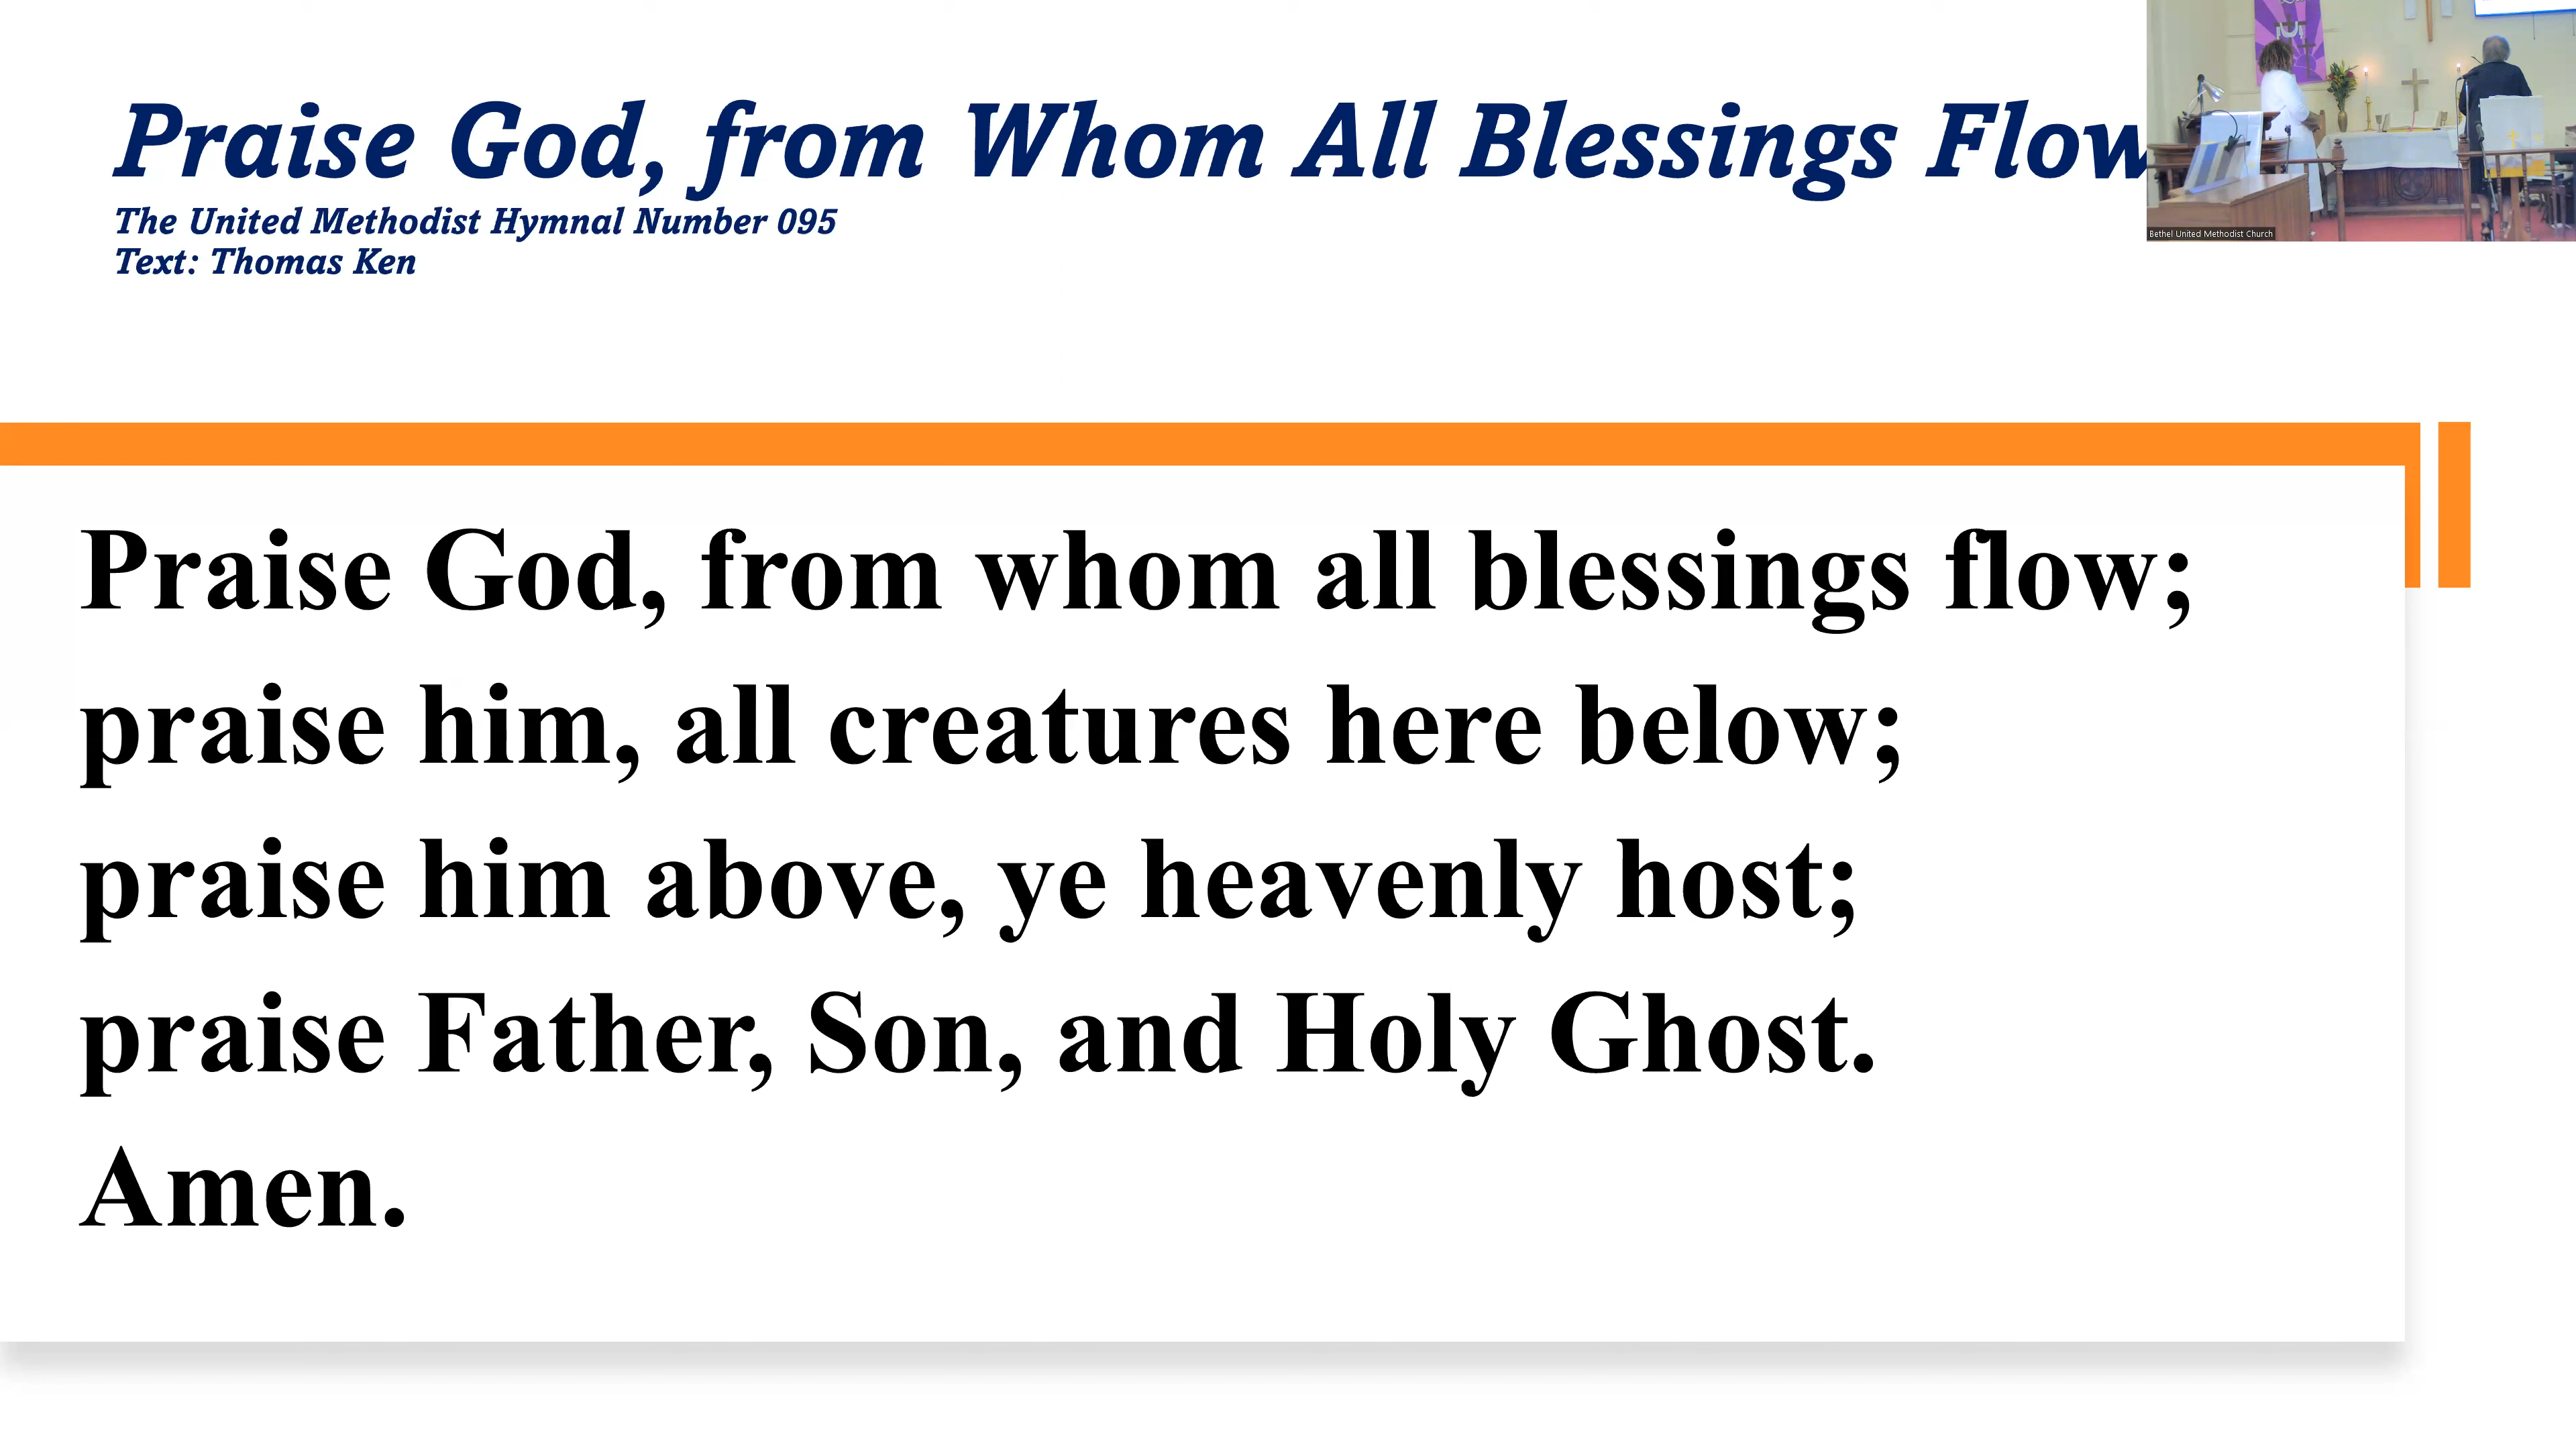 Praise God, from Whom All Blessings Flow
The United Methodist Hymnal Number 095
Text: Thomas Ken
Bethel United Methodist Church
Praise God, from whom all blessings flow;
praise him, all creatures here below;
praise him above, ye heavenly host;
praise Father, Son, and Holy Ghost.
Amen.